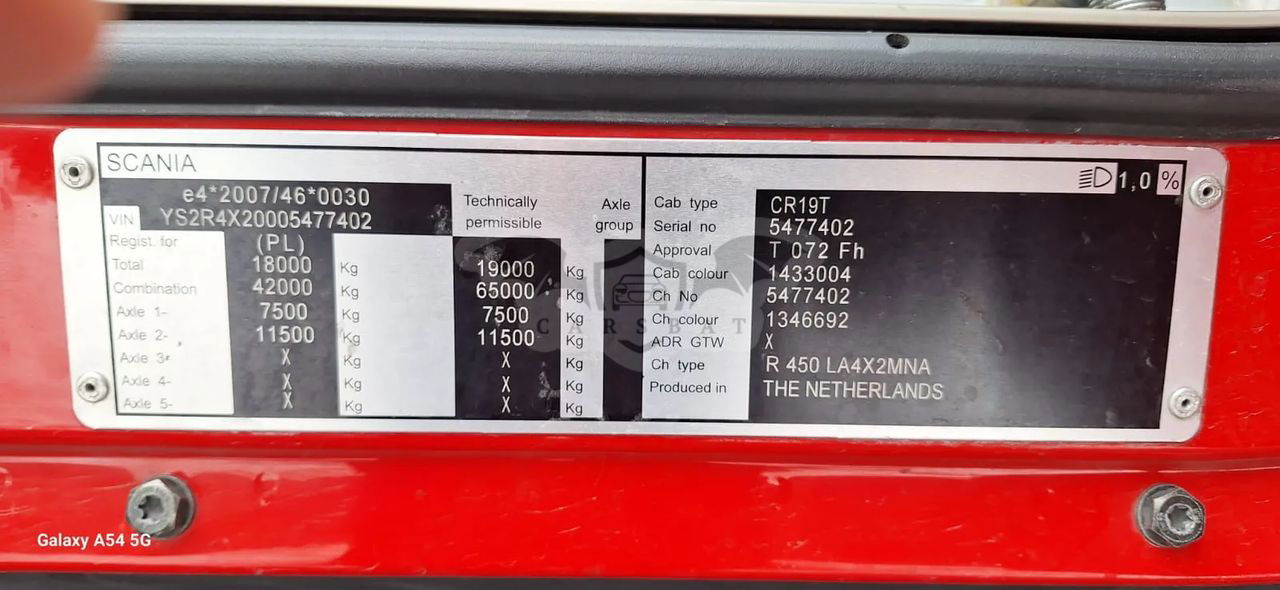 SCANIA
1,0 %
e4*2007/46*0030
VIN YS2R4X20005477402
Technically permissible
Axle group
Regist. for (PL)
Total 18000 Kg 19000 Kg
Combination 42000 Kg 65000 Kg
Axle 1- 7500 Kg 7500 Kg
Axle 2- 11500 Kg 11500 Kg
Axle 3- X Kg X Kg
Axle 4- X Kg X Kg
Axle 5- X Kg X Kg
Cab type CR19T
Serial no 5477402
Approval T 072 Fh
Cab colour 1433004
Ch No 5477402
Ch colour 1346692
ADR GTW X
Ch type R 450 LA4X2MNA
Produced in THE NETHERLANDS
CARSBAT
Galaxy A54 5G